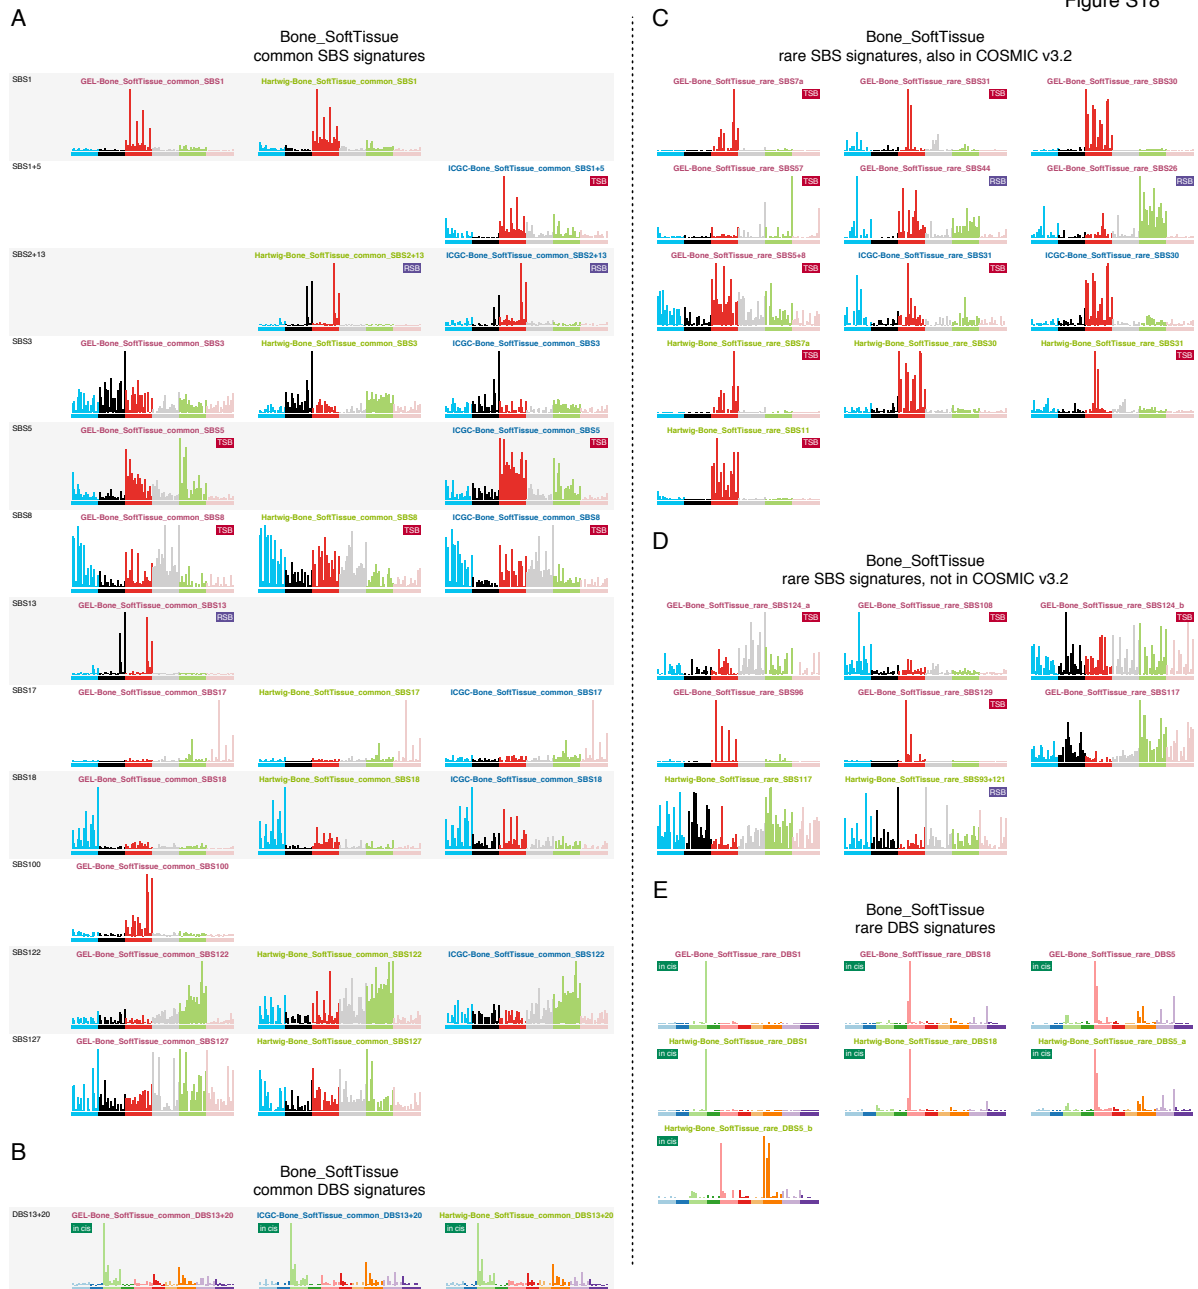 Figure S18
A
Bone_SoftTissue
common SBS signatures
SBS1
GEL-Bone_SoftTissue_common_SBS1
Hartwig-Bone_SoftTissue_common_SBS1
SBS1+5
ICGC-Bone_SoftTissue_common_SBS1+5
TSB
SBS2+13
Hartwig-Bone_SoftTissue_common_SBS2+13
RSB
ICGC-Bone_SoftTissue_common_SBS2+13
RSB
SBS3
GEL-Bone_SoftTissue_common_SBS3
Hartwig-Bone_SoftTissue_common_SBS3
ICGC-Bone_SoftTissue_common_SBS3
SBS5
GEL-Bone_SoftTissue_common_SBS5
TSB
ICGC-Bone_SoftTissue_common_SBS5
TSB
SBS8
GEL-Bone_SoftTissue_common_SBS8
TSB
Hartwig-Bone_SoftTissue_common_SBS8
TSB
ICGC-Bone_SoftTissue_common_SBS8
TSB
SBS13
GEL-Bone_SoftTissue_common_SBS13
RSB
SBS17
GEL-Bone_SoftTissue_common_SBS17
Hartwig-Bone_SoftTissue_common_SBS17
ICGC-Bone_SoftTissue_common_SBS17
SBS18
GEL-Bone_SoftTissue_common_SBS18
Hartwig-Bone_SoftTissue_common_SBS18
ICGC-Bone_SoftTissue_common_SBS18
SBS100
GEL-Bone_SoftTissue_common_SBS100
SBS122
GEL-Bone_SoftTissue_common_SBS122
Hartwig-Bone_SoftTissue_common_SBS122
ICGC-Bone_SoftTissue_common_SBS122
SBS127
GEL-Bone_SoftTissue_common_SBS127
Hartwig-Bone_SoftTissue_common_SBS127
B
Bone_SoftTissue
common DBS signatures
DBS13+20
GEL-Bone_SoftTissue_common_DBS13+20
in cis
ICGC-Bone_SoftTissue_common_DBS13+20
in cis
Hartwig-Bone_SoftTissue_common_DBS13+20
in cis
C
Bone_SoftTissue
rare SBS signatures, also in COSMIC v3.2
GEL-Bone_SoftTissue_rare_SBS7a
TSB
GEL-Bone_SoftTissue_rare_SBS31
TSB
GEL-Bone_SoftTissue_rare_SBS30
GEL-Bone_SoftTissue_rare_SBS57
TSB
GEL-Bone_SoftTissue_rare_SBS44
RSB
GEL-Bone_SoftTissue_rare_SBS26
RSB
GEL-Bone_SoftTissue_rare_SBS5+8
TSB
ICGC-Bone_SoftTissue_rare_SBS31
TSB
ICGC-Bone_SoftTissue_rare_SBS30
Hartwig-Bone_SoftTissue_rare_SBS7a
TSB
Hartwig-Bone_SoftTissue_rare_SBS30
Hartwig-Bone_SoftTissue_rare_SBS31
TSB
Hartwig-Bone_SoftTissue_rare_SBS11
D
Bone_SoftTissue
rare SBS signatures, not in COSMIC v3.2
GEL-Bone_SoftTissue_rare_SBS124_a
TSB
GEL-Bone_SoftTissue_rare_SBS108
TSB
GEL-Bone_SoftTissue_rare_SBS124_b
TSB
GEL-Bone_SoftTissue_rare_SBS96
GEL-Bone_SoftTissue_rare_SBS129
TSB
GEL-Bone_SoftTissue_rare_SBS117
Hartwig-Bone_SoftTissue_rare_SBS117
Hartwig-Bone_SoftTissue_rare_SBS93+121
RSB
E
Bone_SoftTissue
rare DBS signatures
GEL-Bone_SoftTissue_rare_DBS1
in cis
GEL-Bone_SoftTissue_rare_DBS18
in cis
GEL-Bone_SoftTissue_rare_DBS5
in cis
Hartwig-Bone_SoftTissue_rare_DBS1
in cis
Hartwig-Bone_SoftTissue_rare_DBS18
in cis
Hartwig-Bone_SoftTissue_rare_DBS5_a
in cis
Hartwig-Bone_SoftTissue_rare_DBS5_b
in cis